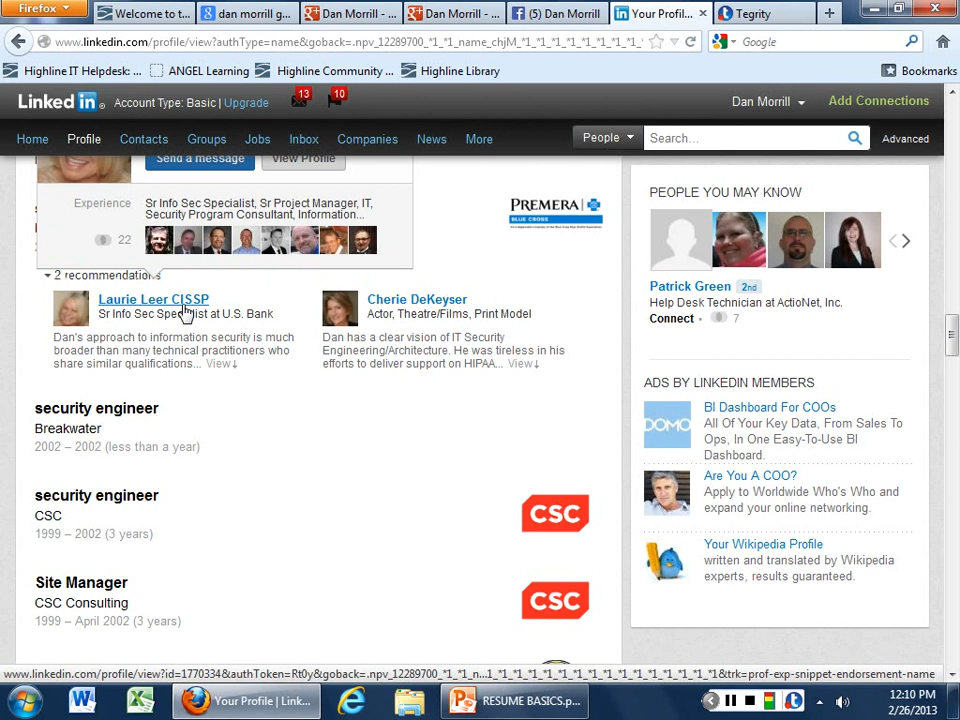 Firefox
Welcome to t...
dan morrill g...
Dan Morrill - ...
Dan Morrill - ...
(5) Dan Morrill
Your Profil...
Tegrity
www.linkedin.com/profile/view?authType=name&goback=.npv_12289700_*1_*1_name_chjM_*1_*1_*1_*1_*1_*1_*1_
Google
Highline IT Helpdesk: ...
ANGEL Learning
Highline Community ...
Highline Library
Bookmarks
Linked in
Account Type: Basic | Upgrade
13
10
Dan Morrill
Add Connections
Home
Profile
Contacts
Groups
Jobs
Inbox
Companies
News
More
People
Search...
Advanced
Send a message
View Profile
Experience
Sr Info Sec Specialist, Sr Project Manager, IT,
Security Program Consultant, Information...
22
PREMERA
BLUE CROSS
2 recommendations
Laurie Leer CISSP
Sr Info Sec Specialist at U.S. Bank
Dan's approach to information security is much
broader than many technical practitioners who
share similar qualifications... View↓
Cherie DeKeyser
Actor, Theatre/Films, Print Model
Dan has a clear vision of IT Security
Engineering/Architecture. He was tireless in his
efforts to deliver support on HIPAA... View↓
security engineer
Breakwater
2002 – 2002 (less than a year)
security engineer
CSC
1999 – 2002 (3 years)
CSC
Site Manager
CSC Consulting
1999 – April 2002 (3 years)
CSC
PEOPLE YOU MAY KNOW
Patrick Green 2nd
Help Desk Technician at ActioNet, Inc.
Connect • 7
ADS BY LINKEDIN MEMBERS
DOMO
BI Dashboard For COOs
All Of Your Key Data, From Sales To
Ops, In One Easy-To-Use BI
Dashboard.
Are You A COO?
Apply to Worldwide Who's Who and
expand your online networking.
Your Wikipedia Profile
written and translated by Wikipedia
experts, results guaranteed.
www.linkedin.com/profile/view?id=1770334&authToken=Rt0y&goback=.npv_12289700_*1_*1_n..._1_*1_*1_*1_*1_*1_*1_*1_*1_*1_*1_*1_*1_*1&trk=prof-exp-snippet-endorsement-name
Your Profile | Link...
RESUME BASICS.p...
12:10 PM
2/26/2013